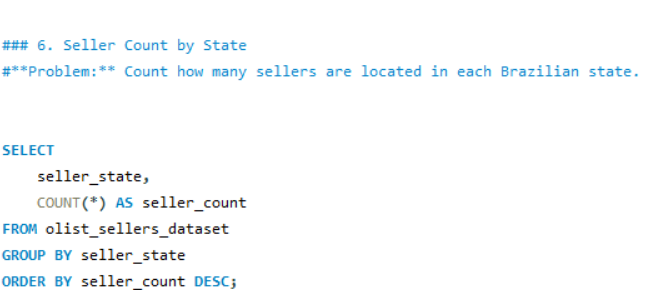 ### 6. Seller Count by State
#**Problem:** Count how many sellers are located in each Brazilian state.
SELECT
seller_state,
COUNT(*) AS seller_count
FROM olist_sellers_dataset
GROUP BY seller_state
ORDER BY seller_count DESC;